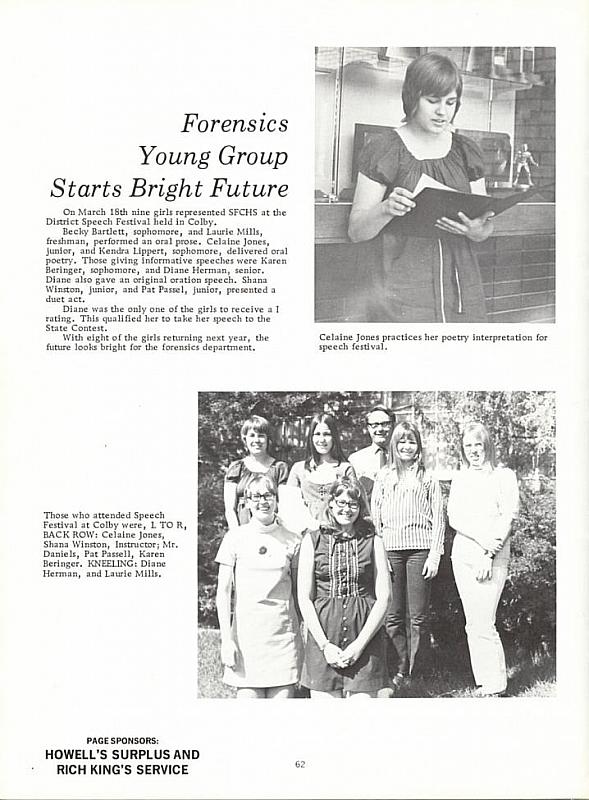 Forensics
Young Group
Starts Bright Future
On March 18th nine girls represented SFCHS at the
District Speech Festival held in Colby.
Becky Bartlett, sophomore, and Laurie Mills,
freshman, performed an oral prose. Celaine Jones,
junior, and Kendra Lippert, sophomore, delivered oral
poetry. Those giving informative speeches were Karen
Beringer, sophomore, and Diane Herman, senior.
Diane also gave an original oration speech. Shana
Winston, junior, and Pat Passel, junior, presented a
duet act.
Diane was the only one of the girls to receive a I
rating. This qualified her to take her speech to the
State Contest.
With eight of the girls returning next year, the
future looks bright for the forensics department.
Celaine Jones practices her poetry interpretation for
speech festival.
Those who attended Speech
Festival at Colby were, L TO R,
BACK ROW: Celaine Jones,
Shana Winston, Instructor; Mr.
Daniels, Pat Passell, Karen
Beringer. KNEELING: Diane
Herman, and Laurie Mills.
PAGE SPONSORS:
HOWELL'S SURPLUS AND
RICH KING'S SERVICE
62